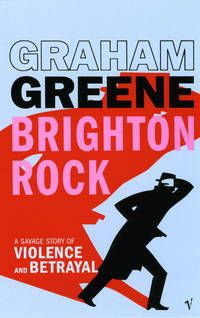 GRAHAM
GREENE
BRIGHTON
ROCK
A SAVAGE STORY OF
VIOLENCE
AND BETRAYAL
V